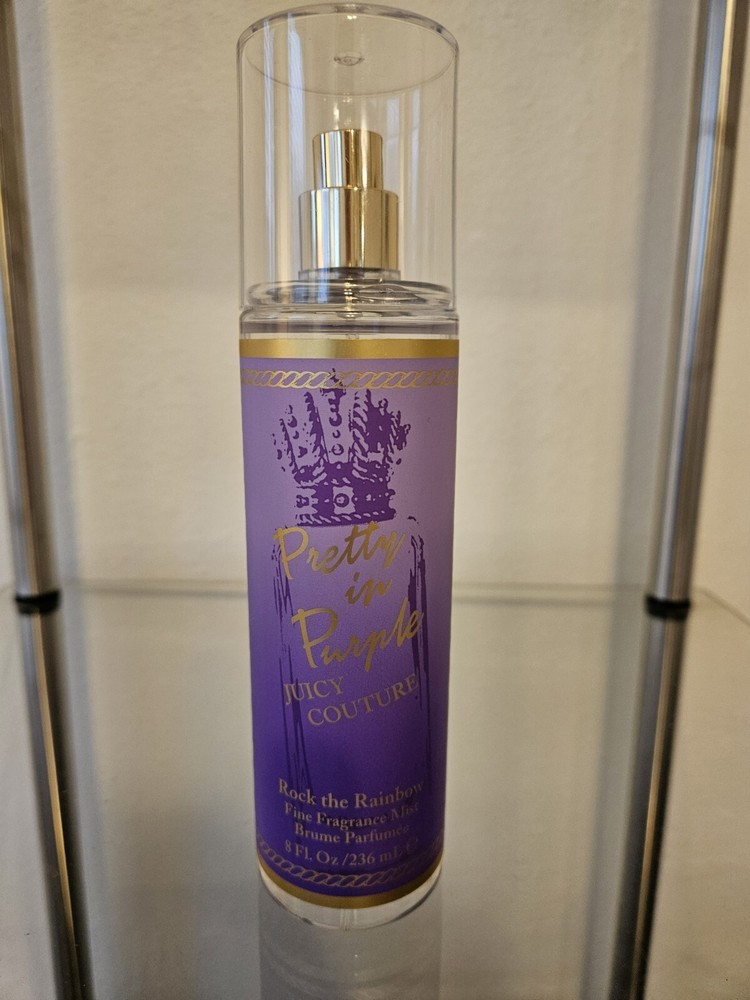 Pretty
in
Purple
JUICY
COUTURE
Rock the Rainbow
Fine Fragrance Mist
Brume Parfumée
8 Fl. Oz /236 mL ℮